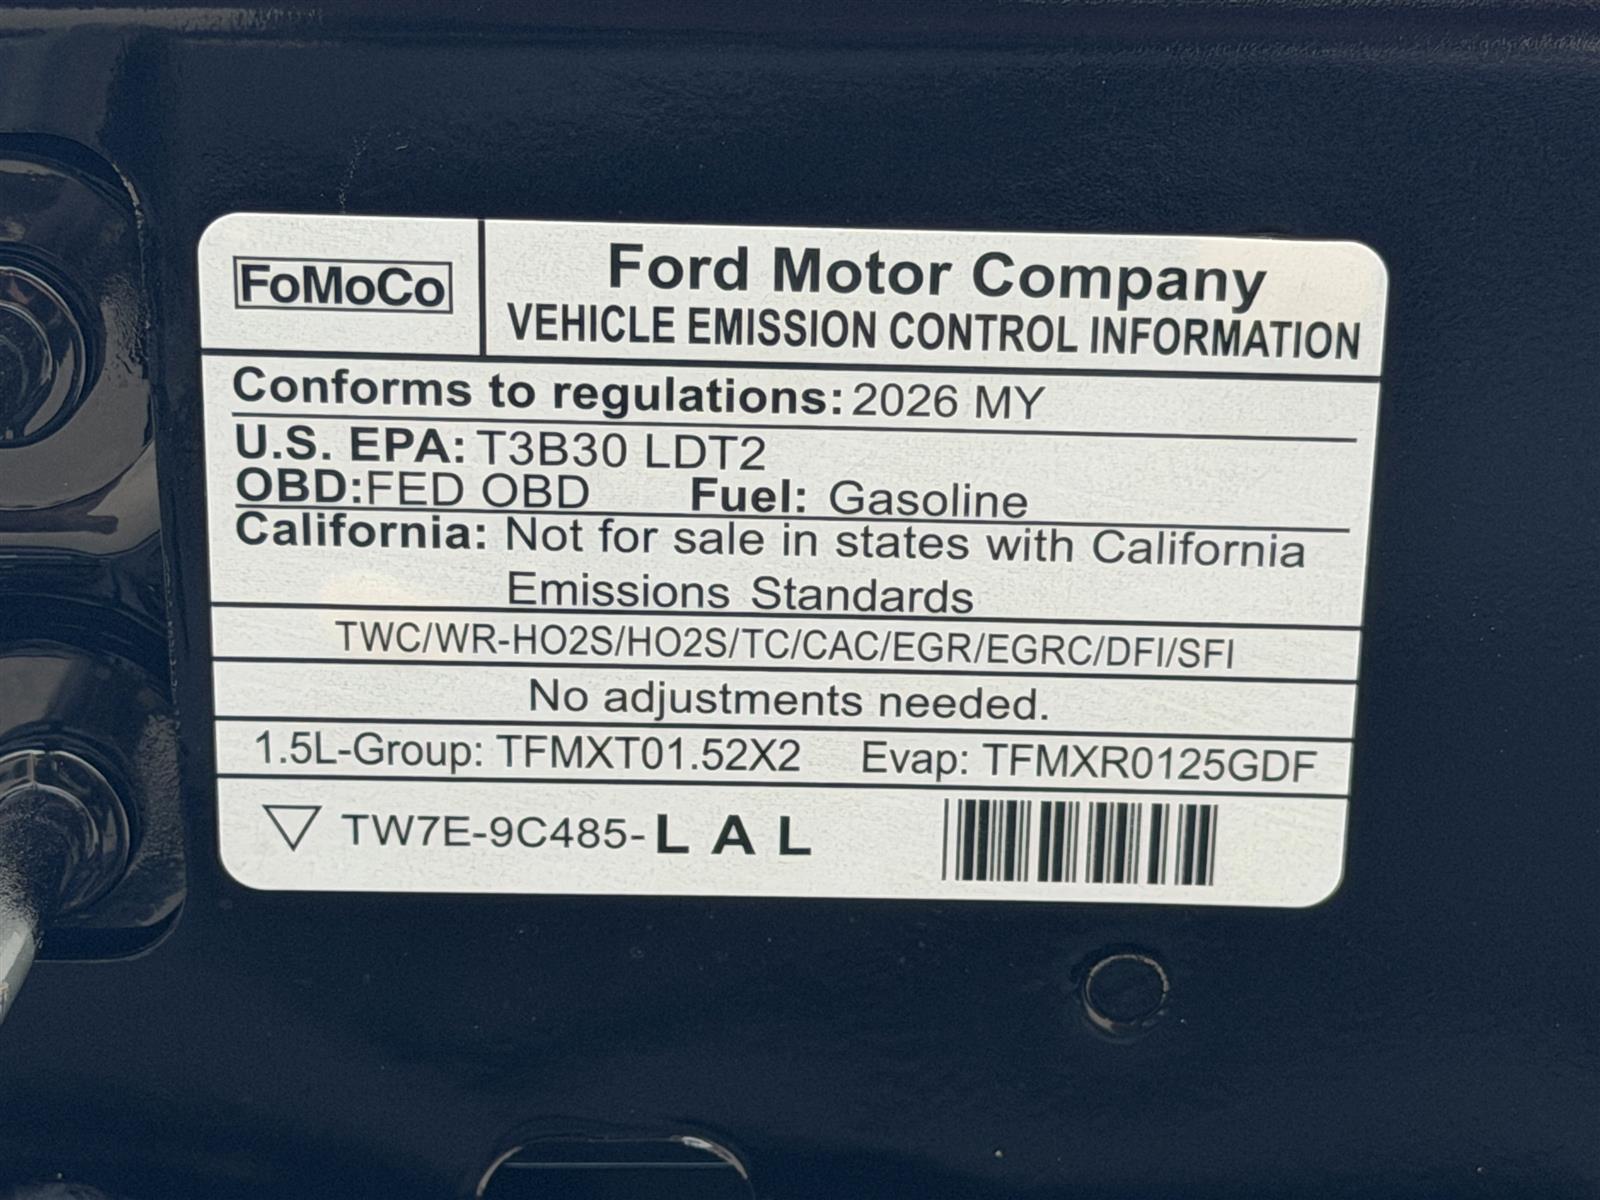 FoMoCo
Ford Motor Company
VEHICLE EMISSION CONTROL INFORMATION
Conforms to regulations: 2026 MY
U.S. EPA: T3B30 LDT2
OBD:FED OBD Fuel: Gasoline
California: Not for sale in states with California
Emissions Standards
TWC/WR-HO2S/HO2S/TC/CAC/EGR/EGRC/DFI/SFI
No adjustments needed.
1.5L-Group: TFMXT01.52X2 Evap: TFMXR0125GDF
TW7E-9C485-L A L